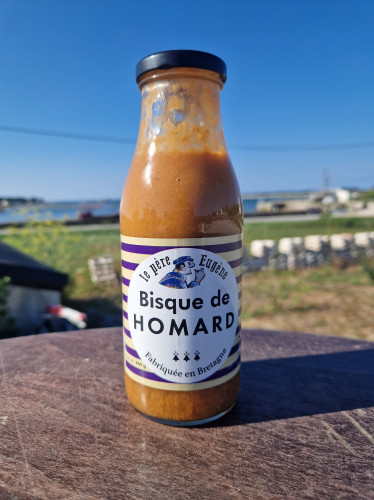 le père Eugène
Bisque de
HOMARD
Fabriquée en Bretagne